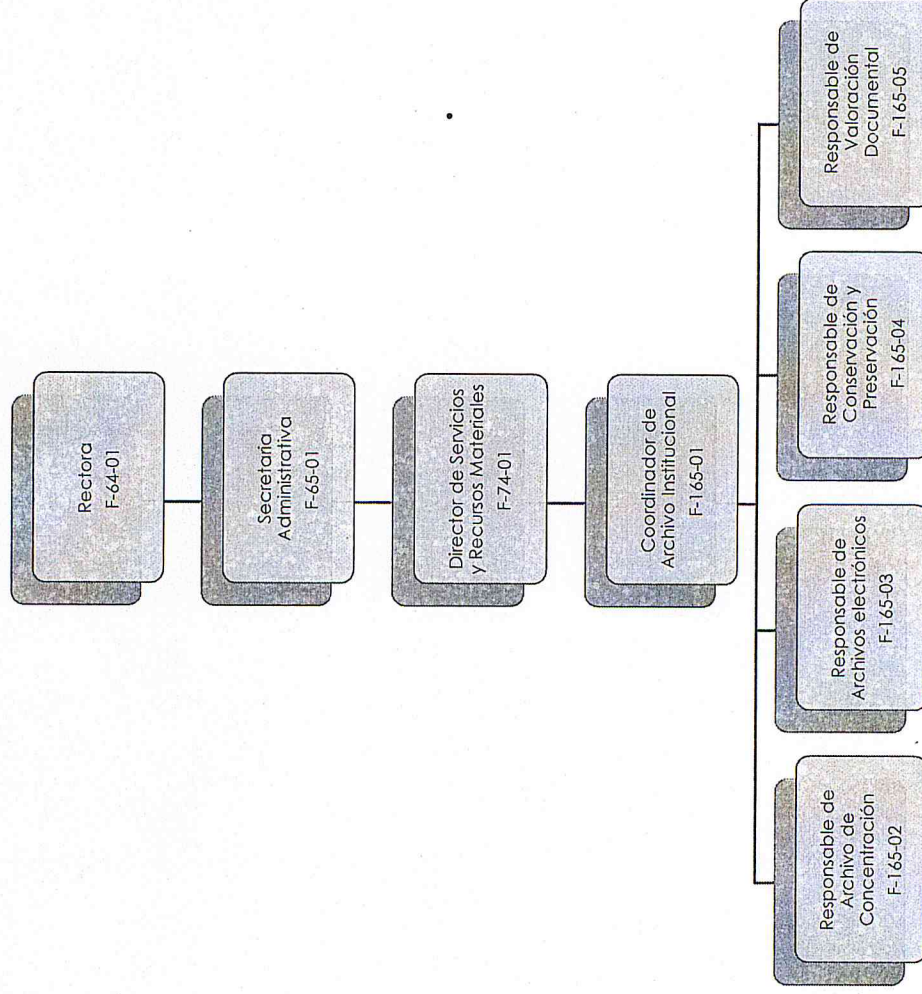 Rectora
F-64-01
Secretaria
Administrativa
F-65-01
Director de Servicios
y Recursos Materiales
F-74-01
Coordinador de
Archivo Institucional
F-165-01
Responsable de
Archivo de
Concentración
F-165-02
Responsable de
Archivos electrónicos
F-165-03
Responsable de
Conservación y
Preservación
F-165-04
Responsable de
Valoración
Documental
F-165-05